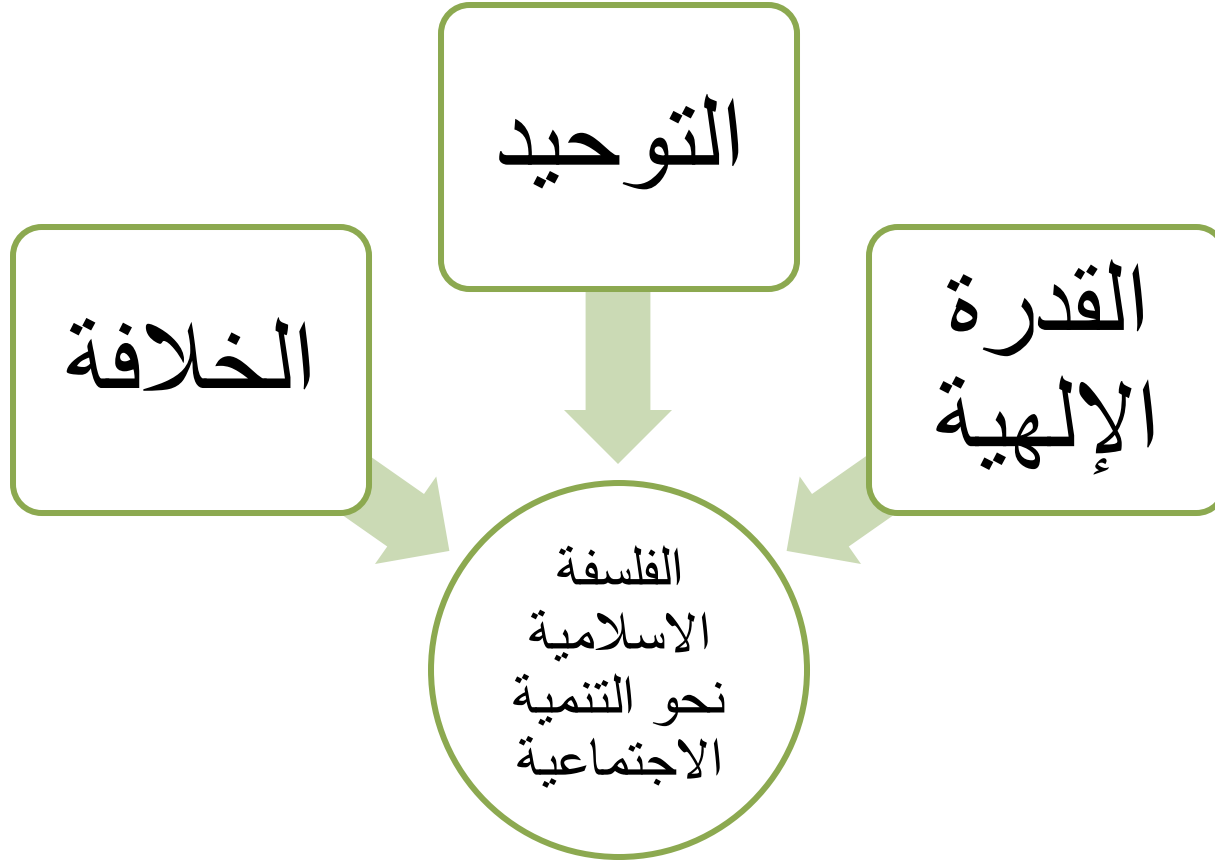 التوحيد
القدرة
الإلهية
الخلافة
الفلسفة
الاسلامية
نحو التنمية
الاجتماعية